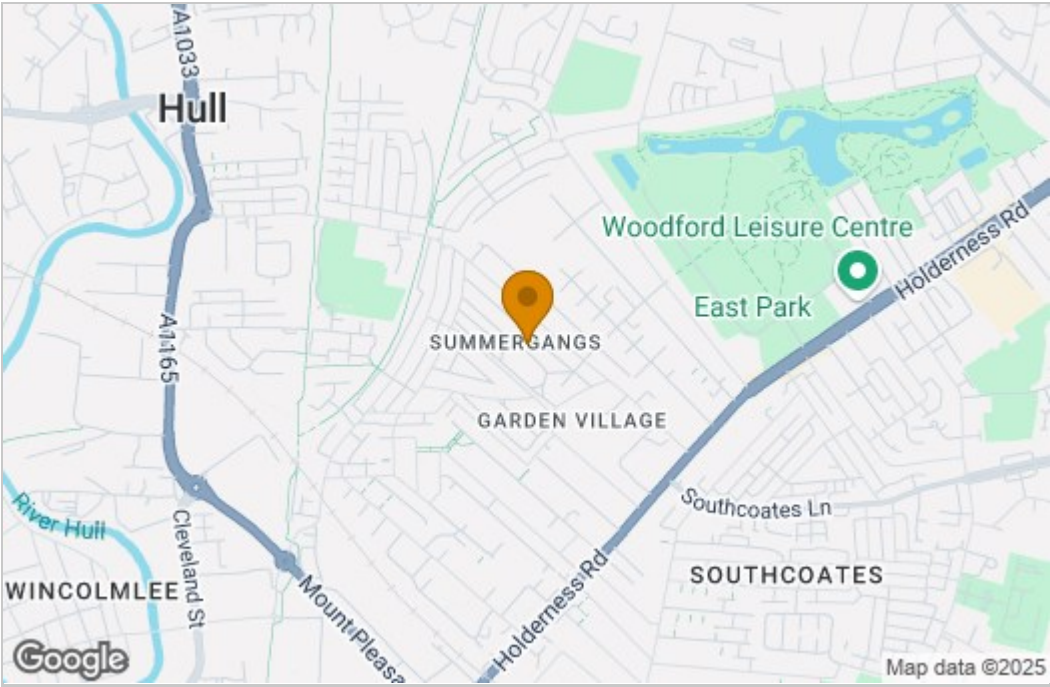 A1033
Hull
Woodford Leisure Centre
Holderness Rd
East Park
A1165
SUMMERGANGS
GARDEN VILLAGE
Southcoates Ln
River Hull
Cleveland St
SOUTHCOATES
WINCOLMLEE
Holderness Rd
Mount Pleasa
Google
Map data ©2025